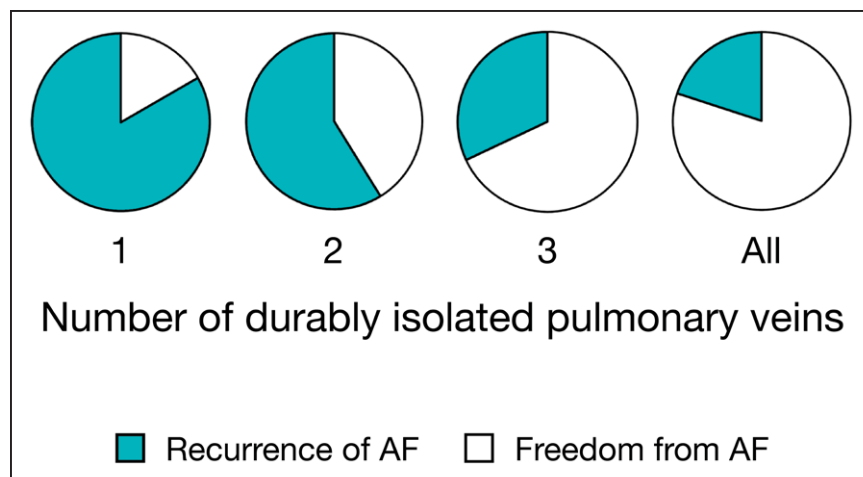 1 2 3 All
Number of durably isolated pulmonary veins
Recurrence of AF Freedom from AF